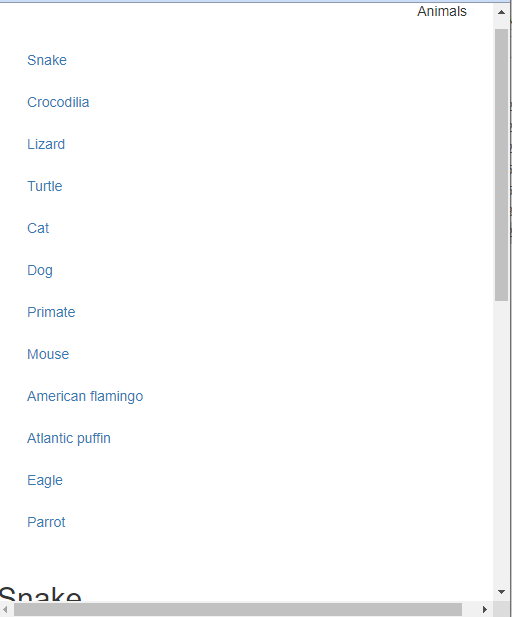 Animals
Snake
Crocodilia
Lizard
Turtle
Cat
Dog
Primate
Mouse
American flamingo
Atlantic puffin
Eagle
Parrot
Snake